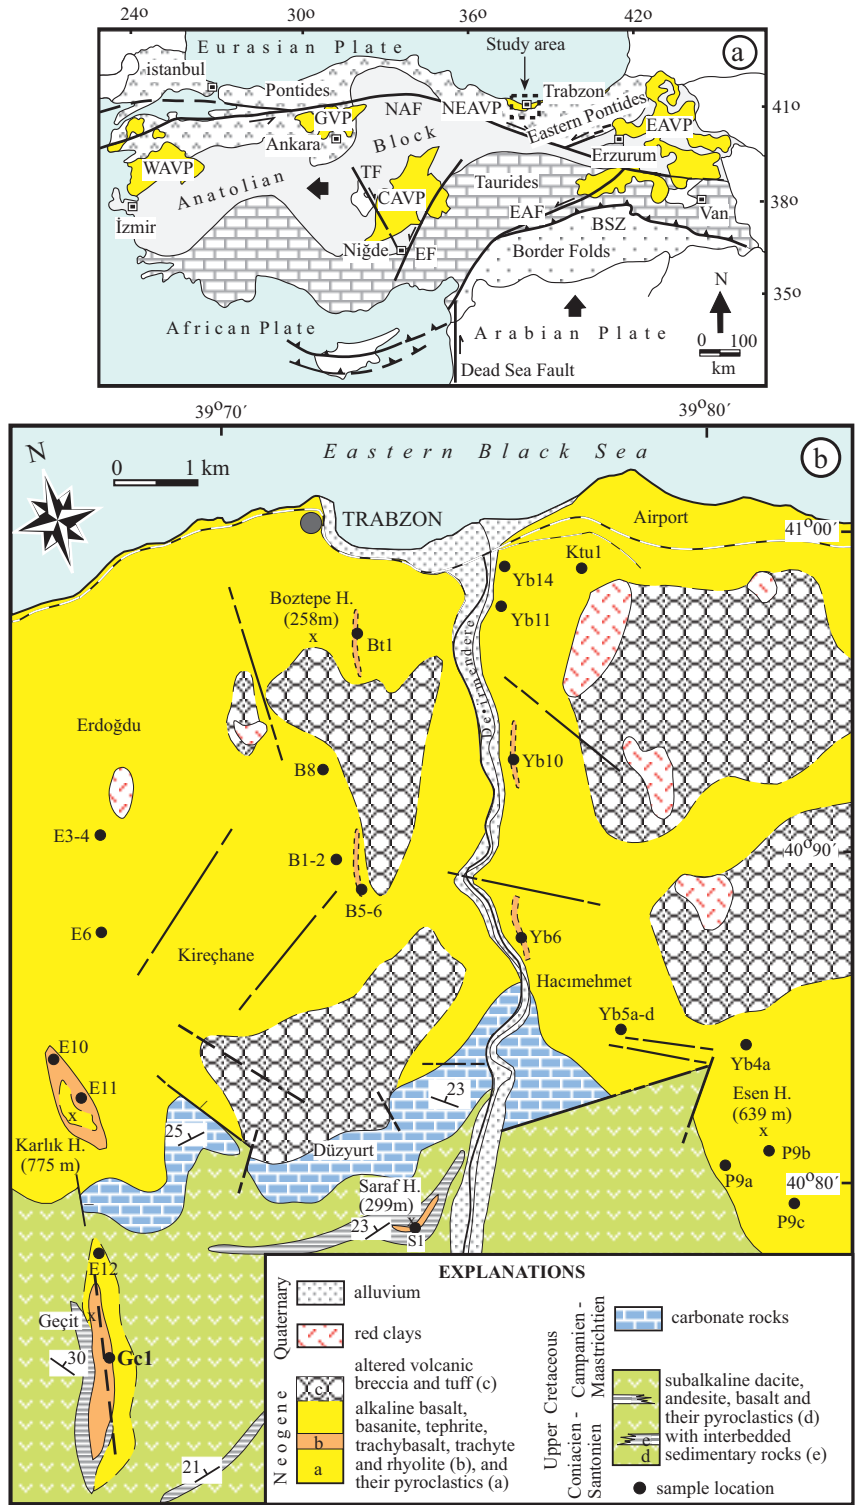 24º 30º 36º 42º
a
Eurasian Plate
Study area
istanbul
Pontides
NAF
NEAVP
Trabzon
41º
GVP
Ankara
Block
Eastern Pontides
EAVP
Erzurum
WAVP
Anatolian
TF
CAVP
Taurides
38º
İzmir
EAF
BSZ
Van
Niğde
EF
Border Folds
35º
N
African Plate
Arabian Plate
0 100
km
Dead Sea Fault
39º70´ 39º80´
N
Eastern Black Sea
b
0 1 km
TRABZON
Airport
41º00´
Ktu1
Yb14
Yb11
Boztepe H.
(258m)
x
Bt1
Değirmendere
Erdoğdu
B8
Yb10
E3-4
B1-2
40º90´
B5-6
E6
Kireçhane
Yb6
Hacımehmet
Yb5a-d
E10
Yb4a
E11
23
Esen H.
(639 m)
x
x
Karlık H.
(775 m)
25
Düzyurt
P9b
P9a
40º80´
Saraf H.
(299m)
x
P9c
23
S1
E12
Geçit
x
Gc1
30
21
EXPLANATIONS
Quaternary
alluvium
red clays
Neogene
c
altered volcanic
breccia and tuff (c)
b
a
alkaline basalt,
basanite, tephrite,
trachybasalt, trachyte
and rhyolite (b), and
their pyroclastics (a)
Upper Cretaceous
Coniacien -
Santonien
Campanien -
Maastrichtien
carbonate rocks
e
d
subalkaline dacite,
andesite, basalt and
their pyroclastics (d)
with interbedded
sedimentary rocks (e)
sample location